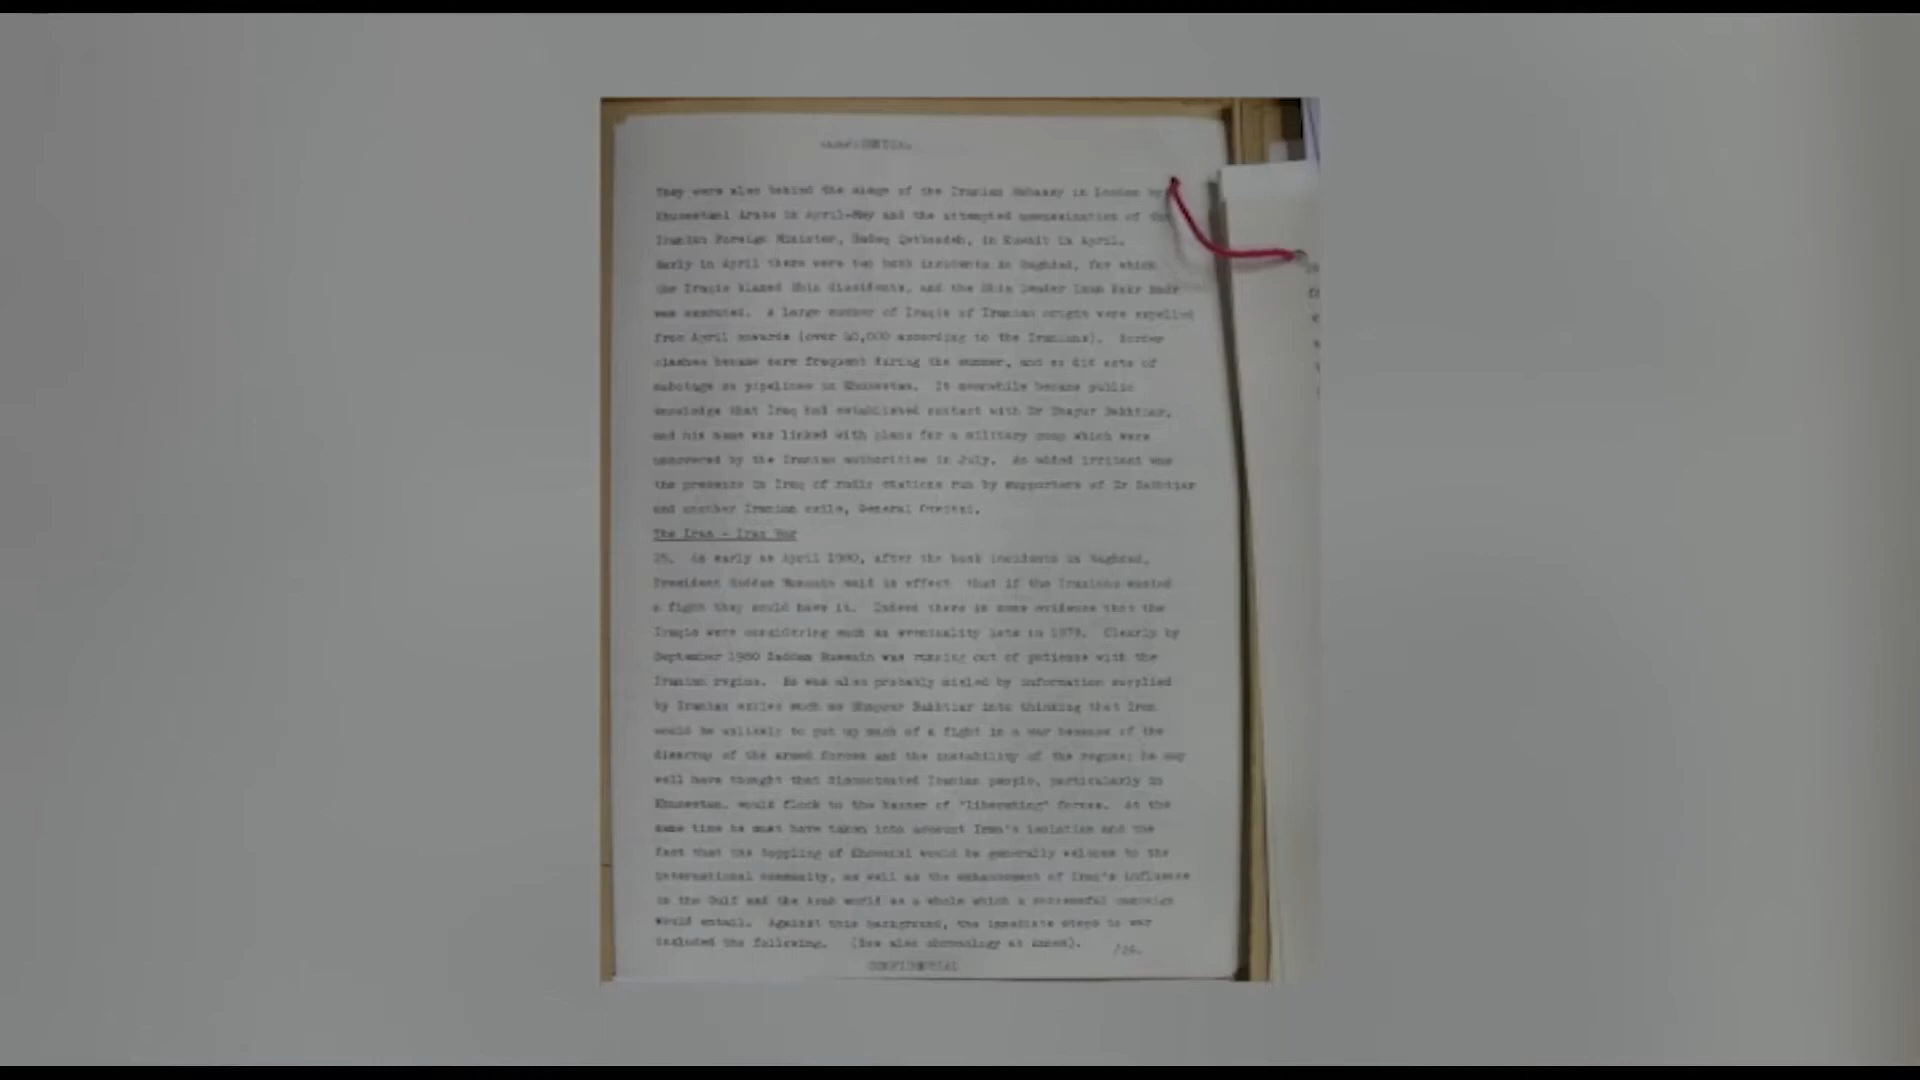 CONFIDENTIAL
They were also behind the siege of the Iranian Embassy in London by
Khuzestani Arabs in April-May and the attempted assassination of the
Iranian Foreign Minister, Sadeq Qotbzadeh, in Kuwait in April.
Early in April there were two bomb incidents in Baghdad, for which
the Iraqis blamed Shia dissidents, and the Shia leader Imam Bakr Sadr
was executed. A large number of Iraqis of Iranian origin were expelled
from April onwards (over 40,000 according to the Iranians). Border
clashes became more frequent during the summer, and so did acts of
sabotage on pipelines in Khuzestan. It meanwhile became public
knowledge that Iraq had established contact with Dr Shapur Bakhtiar,
and his name was linked with plans for a military coup which were
uncovered by the Iranian authorities in July. An added irritant was
the presence in Iraq of radio stations run by supporters of Dr Bakhtiar
and another Iranian exile, General Oveissi.
The Iran - Iraq War
25. As early as April 1980, after the bomb incidents in Baghdad,
President Saddam Hussain said in effect that if the Iranians wanted
a fight they could have it. Indeed there is some evidence that the
Iraqis were considering such an eventuality late in 1979. Clearly by
September 1980 Saddam Hussain was running out of patience with the
Iranian regime. He was also probably misled by information supplied
by Iranian exiles such as Shapour Bakhtiar into thinking that Iran
would be unlikely to put up much of a fight in a war because of the
disarray of the armed forces and the instability of the regime; he may
well have thought that discontented Iranian people, particularly in
Khuzestan, would flock to the banner of "liberating" forces. At the
same time he must have taken into account Iran's isolation and the
fact that the toppling of Khomeini would be generally welcome to the
international community, as well as the enhancement of Iraq's influence
in the Gulf and the Arab world as a whole which a successful campaign
would entail. Against this background, the immediate steps to war
included the following. (See also chronology at Annex).
/26.
CONFIDENTIAL